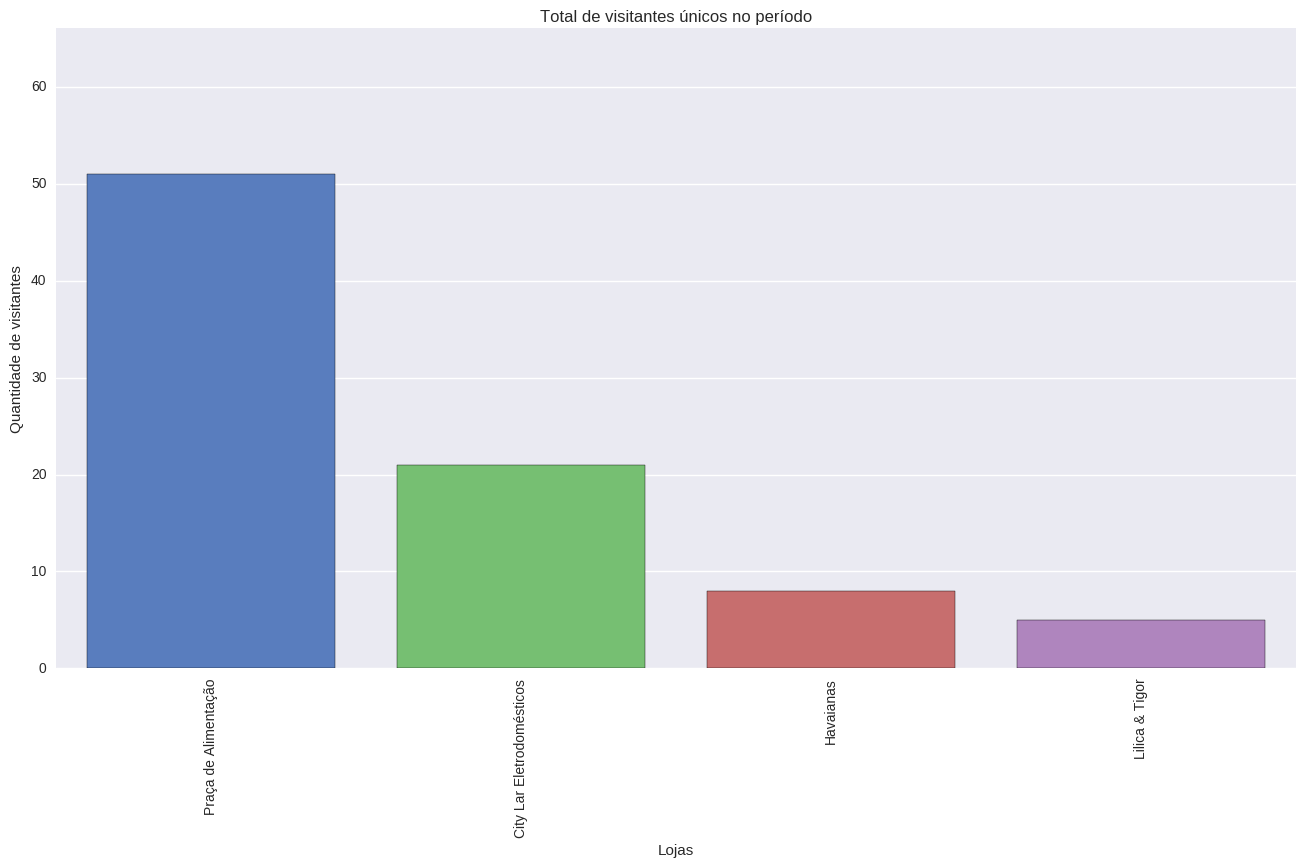 Total de visitantes únicos no período
Quantidade de visitantes
60
50
40
30
20
10
0
Praça de Alimentação
City Lar Eletrodomésticos
Havaianas
Lilica & Tigor
Lojas